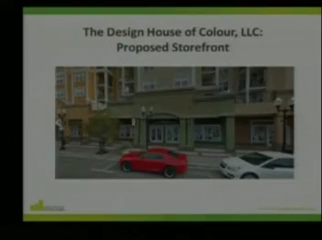 The Design House of Colour, LLC:
Proposed Storefront